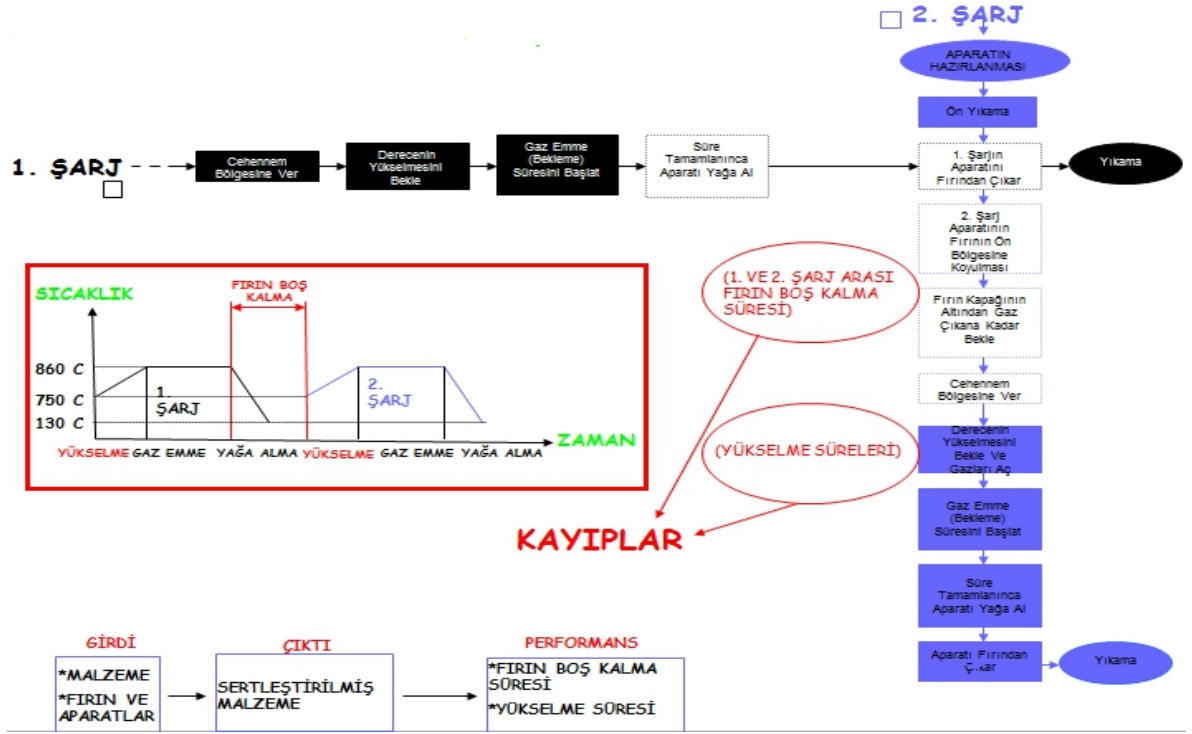 2. ŞARJ
APARATIN
HAZIRLANMASI
Ön Yıkama
1. ŞARJ
Cehennem
Bölgesine Ver
Derecenin
Yükselmesini
Bekle
Gaz Emme
(Bekleme)
Süresini Başlat
Süre
Tamamlanınca
Aparatı Yağa Al
1. Şarjın
Aparatını
Fırından Çıkar
Yıkama
2. Şarj
Aparatının
Fırının Ön
Bölgesine
Koyulması
Fırın Kapağının
Altından Gaz
Çıkana Kadar
Bekle
Cehennem
Bölgesine Ver
Derecenin
Yükselmesini
Bekle Ve
Gazları Aç
Gaz Emme
(Bekleme)
Süresini Başlat
Süre
Tamamlanınca
Aparatı Yağa Al
Aparatı Fırından
Çıkar
Yıkama
SICAKLIK
FIRIN BOŞ
KALMA
860 C
750 C
130 C
1.
ŞARJ
2.
ŞARJ
ZAMAN
YÜKSELME GAZ EMME YAĞA ALMA YÜKSELME GAZ EMME YAĞA ALMA
(1. VE 2. ŞARJ ARASI
FIRIN BOŞ KALMA
SÜRESİ)
(YÜKSELME SÜRELERİ)
KAYIPLAR
GİRDİ
*MALZEME
*FIRIN VE
APARATLAR
ÇIKTI
SERTLEŞTİRİLMİŞ
MALZEME
PERFORMANS
*FIRIN BOŞ KALMA
SÜRESİ
*YÜKSELME SÜRESİ